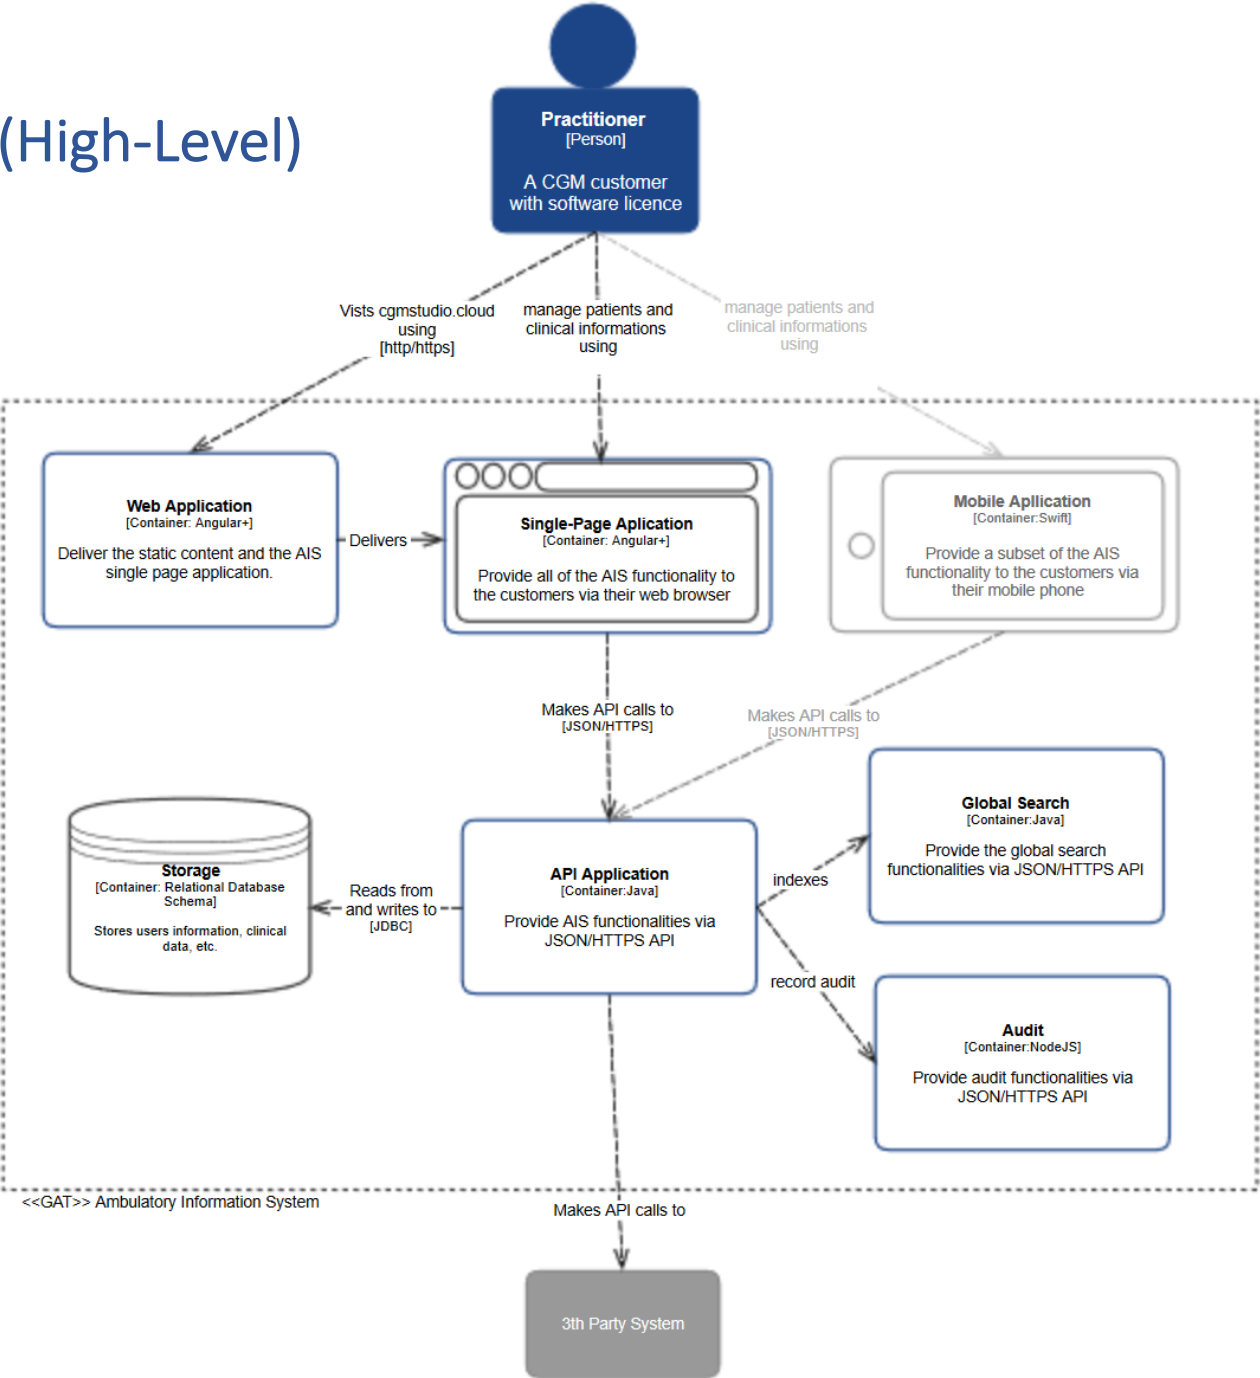 (High-Level)
Practitioner
[Person]
A CGM customer
with software licence
Vists cgmstudio.cloud
using
[http/https]
manage patients and
clinical informations
using
manage patients and
clinical informations
using
Web Application
[Container: Angular+]
Deliver the static content and the AIS
single page application.
Delivers
Single-Page Aplication
[Container: Angular+]
Provide all of the AIS functionality to
the customers via their web browser
Mobile Apllication
[Container:Swift]
Provide a subset of the AIS
functionality to the customers via
their mobile phone
Makes API calls to
[JSON/HTTPS]
Makes API calls to
[JSON/HTTPS]
Storage
[Container: Relational Database
Schema]
Stores users information, clinical
data, etc.
Reads from
and writes to
[JDBC]
API Application
[Container:Java]
Provide AIS functionalities via
JSON/HTTPS API
indexes
record audit
Global Search
[Container:Java]
Provide the global search
functionalities via JSON/HTTPS API
Audit
[Container:NodeJS]
Provide audit functionalities via
JSON/HTTPS API
<<GAT>> Ambulatory Information System
Makes API calls to
3th Party System